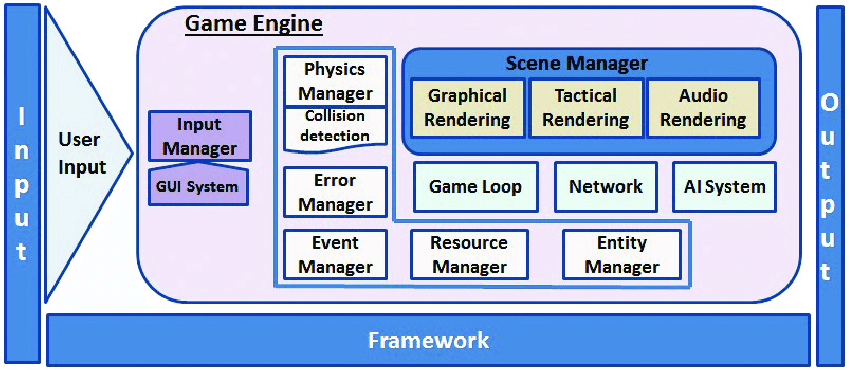 Input
User
Input
Game Engine
Input
Manager
GUI System
Physics
Manager
Collision
detection
Error
Manager
Event
Manager
Resource
Manager
Entity
Manager
Scene Manager
Graphical
Rendering
Tactical
Rendering
Audio
Rendering
Game Loop
Network
AI System
Output
Framework